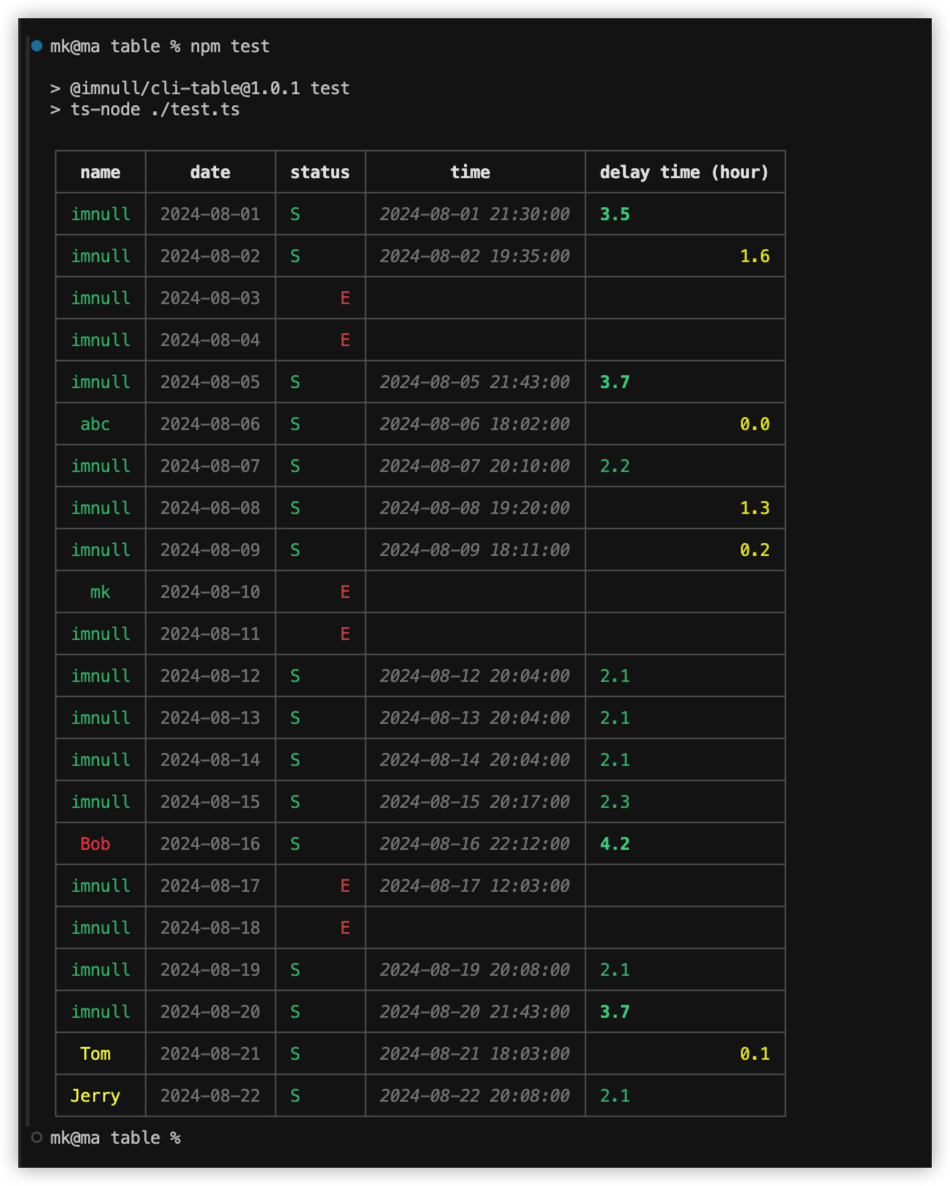 mk@ma table % npm test
> @imnull/cli-table@1.0.1 test
> ts-node ./test.ts
name date status time delay time (hour)
imnull 2024-08-01 S 2024-08-01 21:30:00 3.5
imnull 2024-08-02 S 2024-08-02 19:35:00 1.6
imnull 2024-08-03 E
imnull 2024-08-04 E
imnull 2024-08-05 S 2024-08-05 21:43:00 3.7
abc 2024-08-06 S 2024-08-06 18:02:00 0.0
imnull 2024-08-07 S 2024-08-07 20:10:00 2.2
imnull 2024-08-08 S 2024-08-08 19:20:00 1.3
imnull 2024-08-09 S 2024-08-09 18:11:00 0.2
mk 2024-08-10 E
imnull 2024-08-11 E
imnull 2024-08-12 S 2024-08-12 20:04:00 2.1
imnull 2024-08-13 S 2024-08-13 20:04:00 2.1
imnull 2024-08-14 S 2024-08-14 20:04:00 2.1
imnull 2024-08-15 S 2024-08-15 20:17:00 2.3
Bob 2024-08-16 S 2024-08-16 22:12:00 4.2
imnull 2024-08-17 E 2024-08-17 12:03:00
imnull 2024-08-18 E
imnull 2024-08-19 S 2024-08-19 20:08:00 2.1
imnull 2024-08-20 S 2024-08-20 21:43:00 3.7
Tom 2024-08-21 S 2024-08-21 18:03:00 0.1
Jerry 2024-08-22 S 2024-08-22 20:08:00 2.1
mk@ma table %